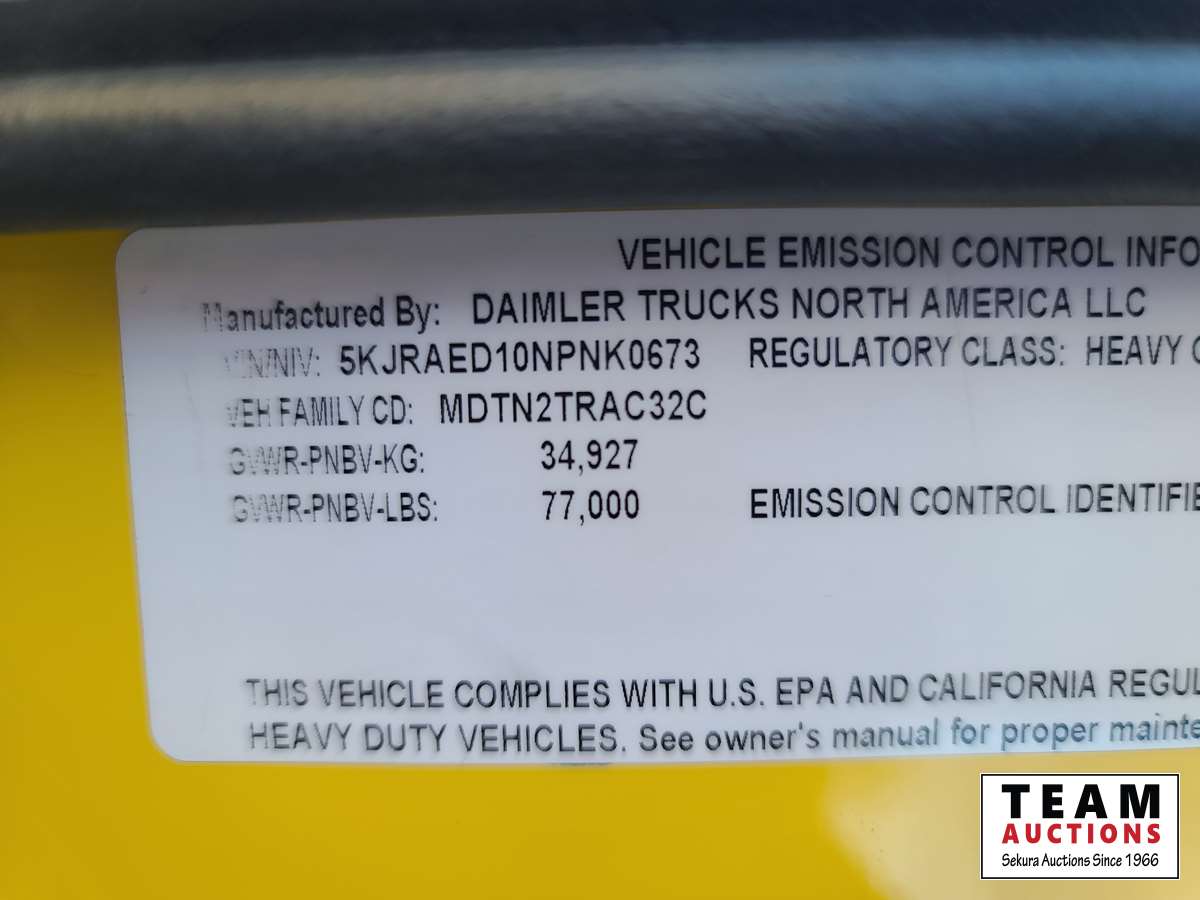 VEHICLE EMISSION CONTROL INFO
Manufactured By: DAIMLER TRUCKS NORTH AMERICA LLC
VIN/NIV: 5KJRAED10NPNK0673 REGULATORY CLASS: HEAVY
VEH FAMILY CD: MDTN2TRAC32C
GVWR-PNBV-KG: 34,927
GVWR-PNBV-LBS: 77,000 EMISSION CONTROL IDENTIFIE
THIS VEHICLE COMPLIES WITH U.S. EPA AND CALIFORNIA REGUL
HEAVY DUTY VEHICLES. See owner's manual for proper mainte
TEAM
AUCTIONS
Sekura Auctions Since 1966